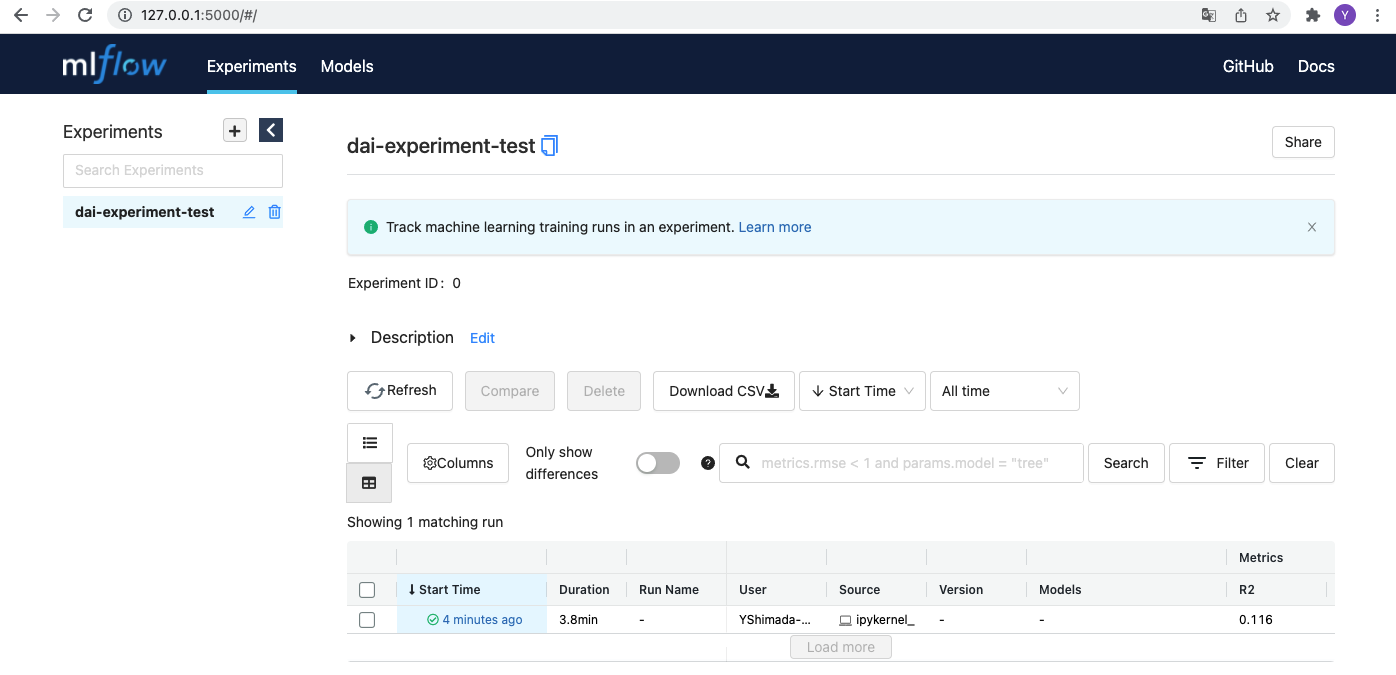 127.0.0.1:5000/#/
Y
mlflow
Experiments Models GitHub Docs
Experiments
Search Experiments
dai-experiment-test
dai-experiment-test
Share
Track machine learning training runs in an experiment. Learn more
Experiment ID: 0
Description Edit
Refresh Compare Delete Download CSV Start Time All time
Columns
Only show
differences
metrics.rmse < 1 and params.model = "tree"
Search Filter Clear
Showing 1 matching run
Metrics
Start Time Duration Run Name User Source Version Models R2
4 minutes ago 3.8min - YShimada-... ipykernel_ - - 0.116
Load more